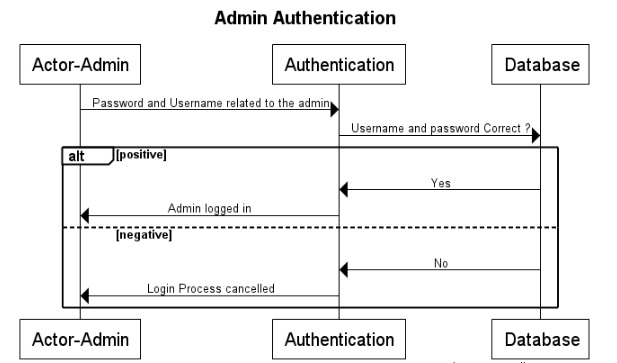 Admin Authentication
Actor-Admin Authentication Database
Password and Username related to the admin
Username and password Correct ?
alt [positive]
Yes
Admin logged in
[negative]
No
Login Process cancelled
Actor-Admin Authentication Database